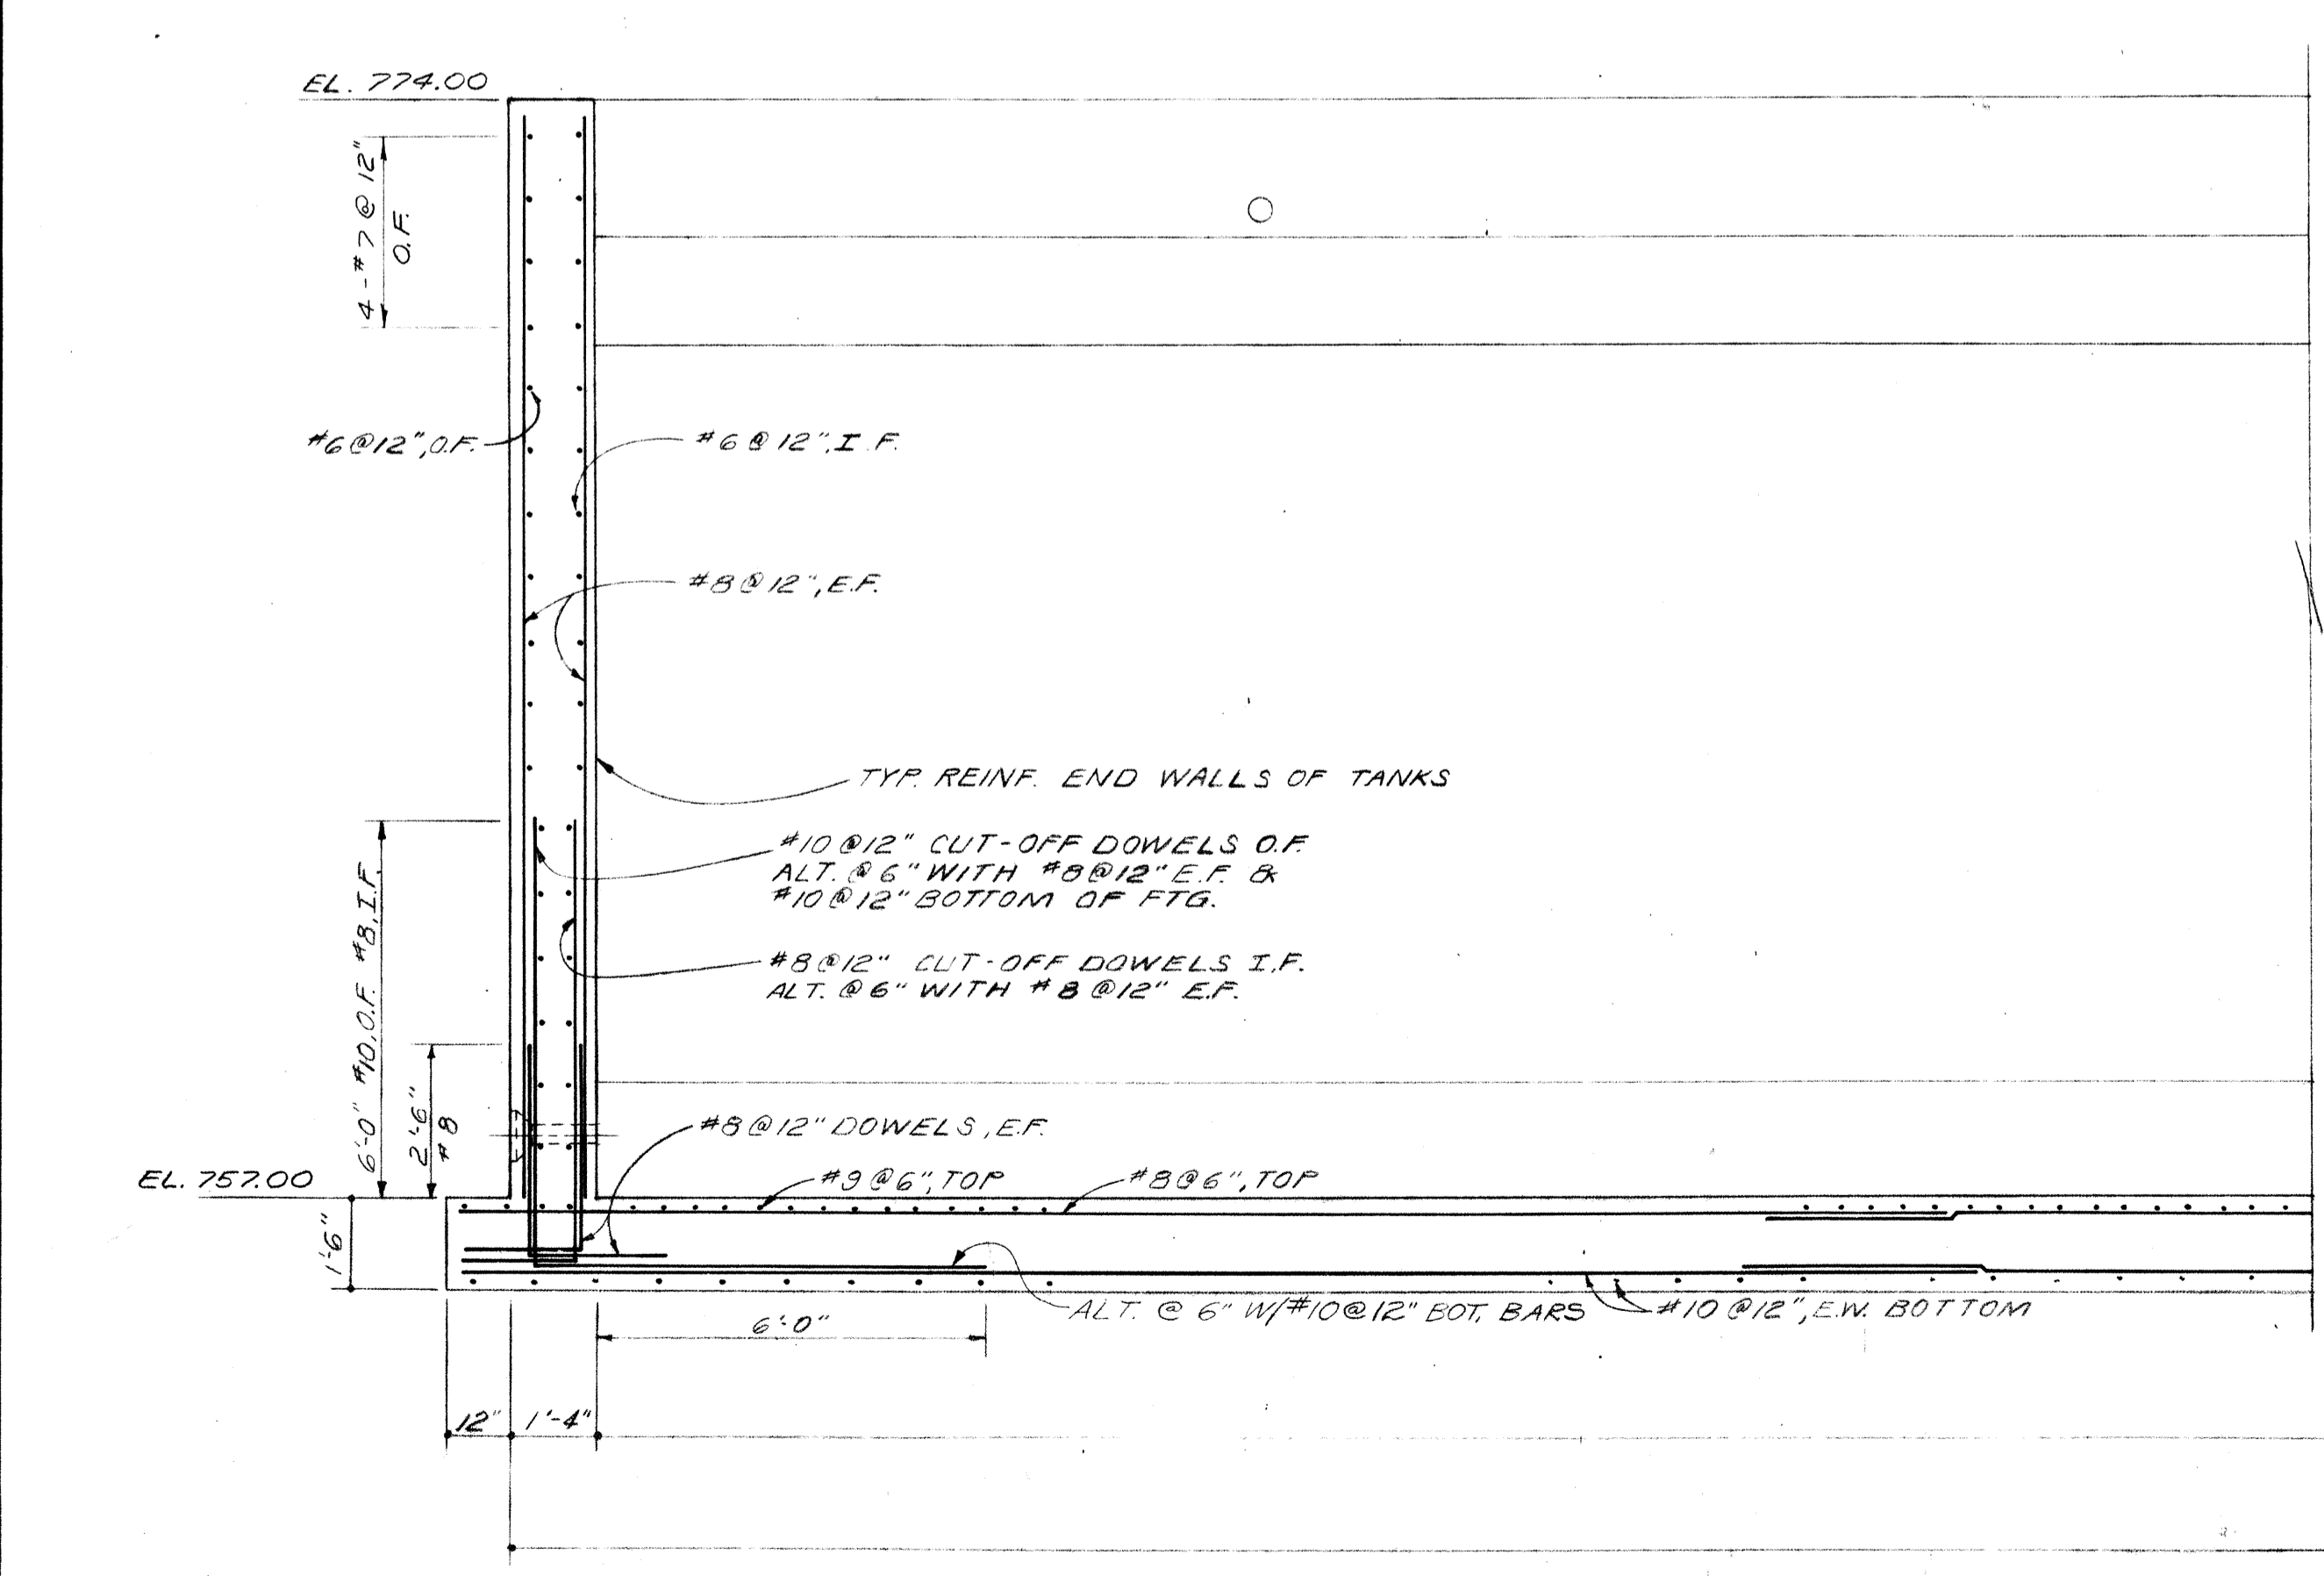 EL. 774.00
4-#7@12"
O.F.
#6@12",O.F.
#6@12",I.F.
#8@12",E.F.
TYP. REINF. END WALLS OF TANKS
#10@12" CUT-OFF DOWELS O.F.
ALT. @ 6" WITH #8@12" E.F. &
#10@12" BOTTOM OF FTG.
#8@12" CUT-OFF DOWELS I.F.
ALT. @ 6" WITH #8@12" E.F.
6'-0" #10,O.F. #8,I.F.
2'-6"
#8
#8@12" DOWELS, E.F.
EL. 757.00
#9@6",TOP
#8@6",TOP
1'-6"
ALT. @ 6" W/#10@12" BOT. BARS
#10@12",E.W. BOTTOM
6'-0"
12"
1'-4"